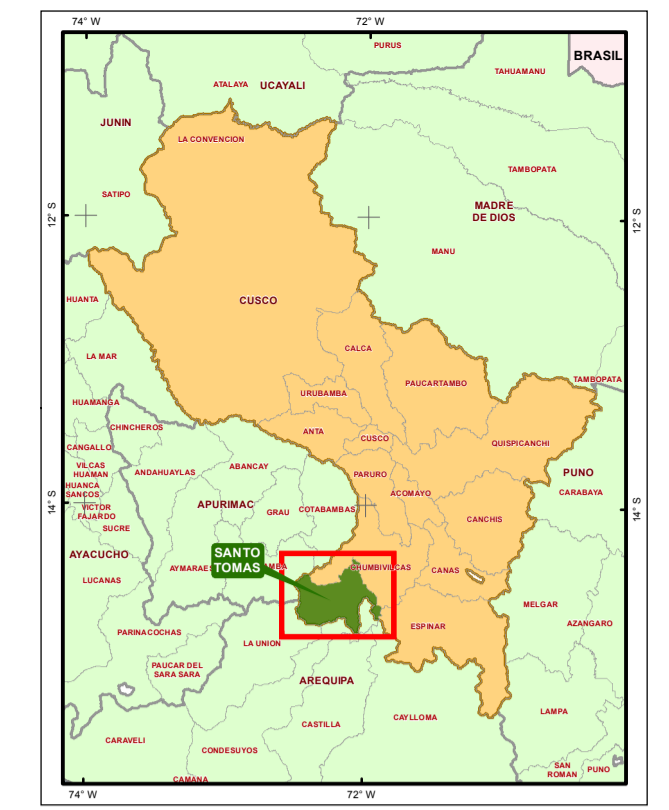 74° W
72° W
PURUS
BRASIL
TAHUAMANU
ATALAYA
UCAYALI
JUNIN
LA CONVENCION
TAMBOPATA
SATIPO
MADRE
DE DIOS
12° S
12° S
MANU
HUANTA
CUSCO
CALCA
LA MAR
PAUCARTAMBO
TAMBOPATA
URUBAMBA
HUAMANGA
CHINCHEROS
ANTA
CUSCO
QUISPICANCHI
CANGALLO
VILCAS
HUAMAN
ANDAHUAYLAS
ABANCAY
PARURO
PUNO
HUANCA
SANCOS
ACOMAYO
CARABAYA
14° S
14° S
VICTOR
FAJARDO
APURIMAC
GRAU
COTABAMBAS
CANCHIS
SUCRE
AYACUCHO
SANTO
TOMAS
AYMARAES
MBA
CHUMBIVILCAS
CANAS
LUCANAS
MELGAR
PARINACOCHAS
ESPINAR
AZANGARO
LA UNION
PAUCAR DEL
SARA SARA
AREQUIPA
LAMPA
CASTILLA
CAYLLOMA
CARAVELI
CONDESUYOS
SAN
ROMAN
PUNO
CAMANA
74° W
72° W